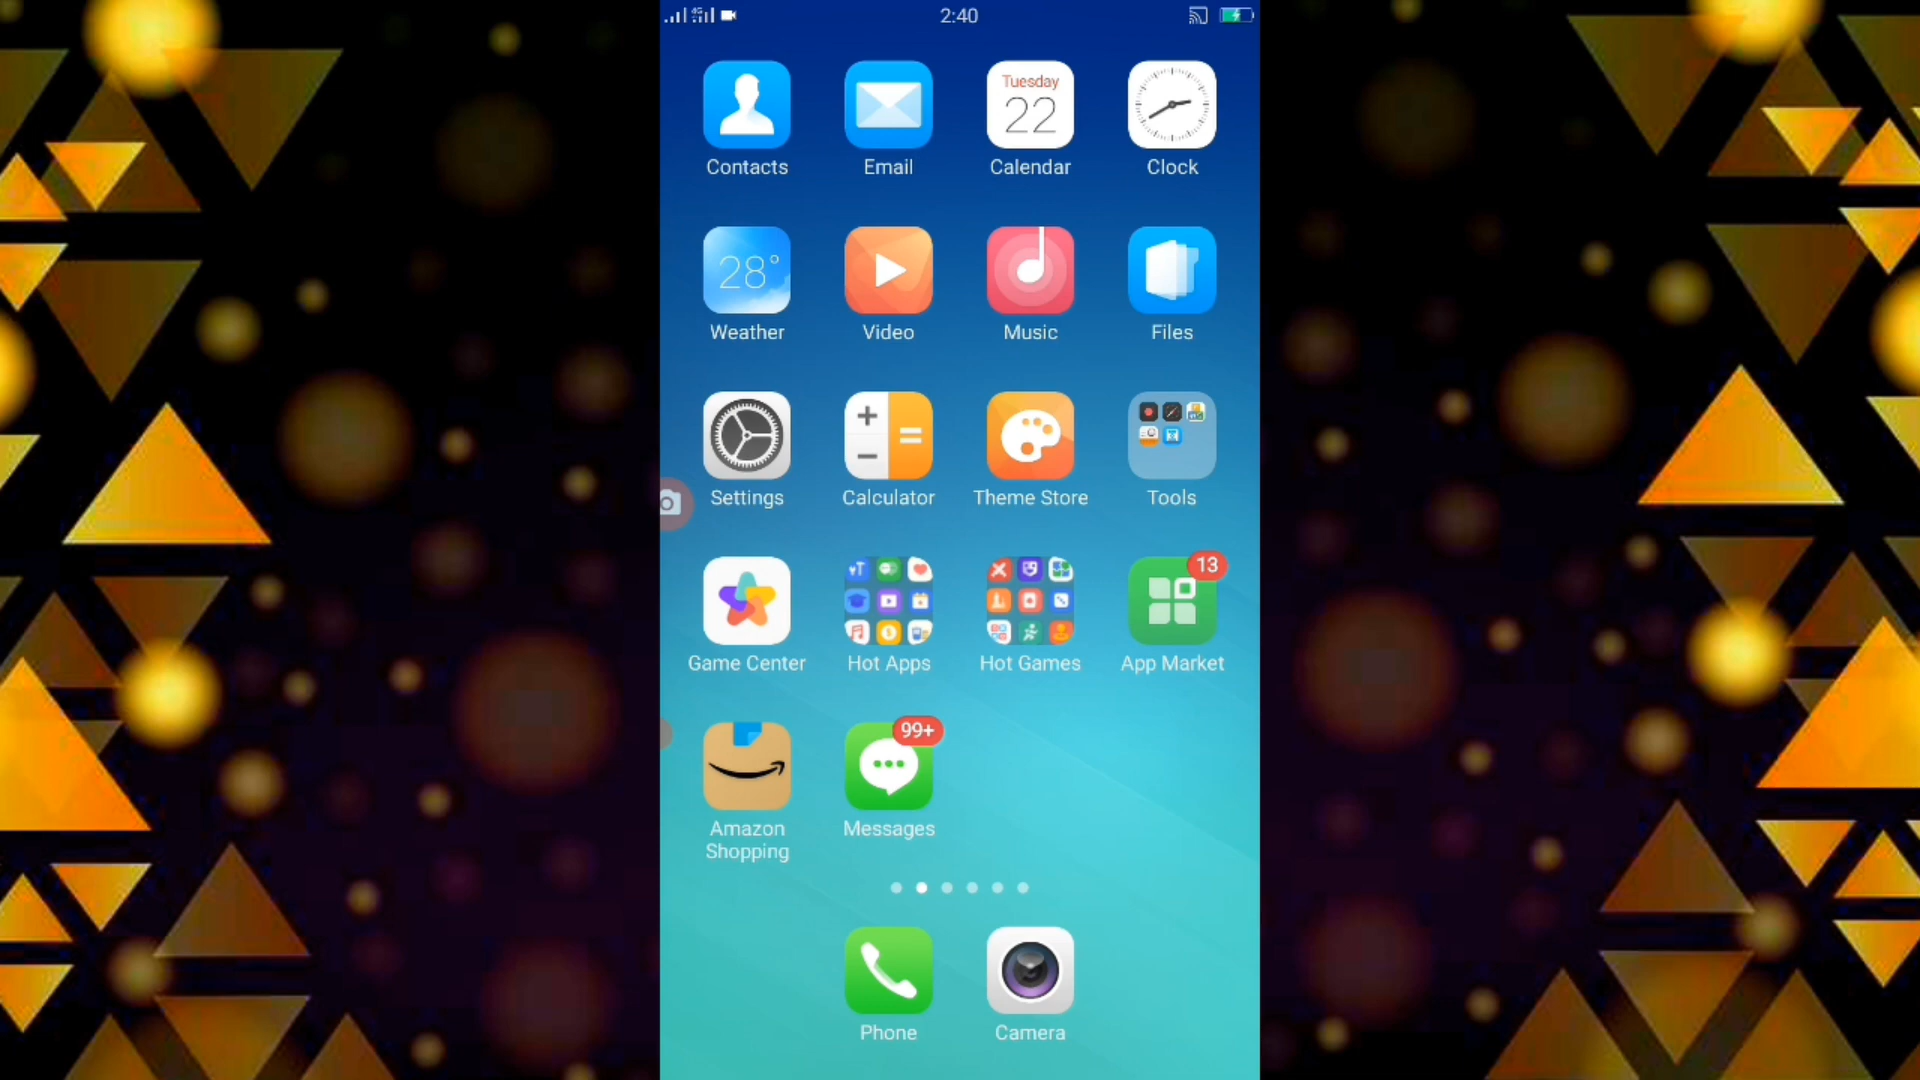 4G
2:40
Tuesday
22
Contacts
Email
Calendar
Clock
28°
Weather
Video
Music
Files
Settings
Calculator
Theme Store
Tools
13
Game Center
Hot Apps
Hot Games
App Market
99+
Amazon
Shopping
Messages
Phone
Camera